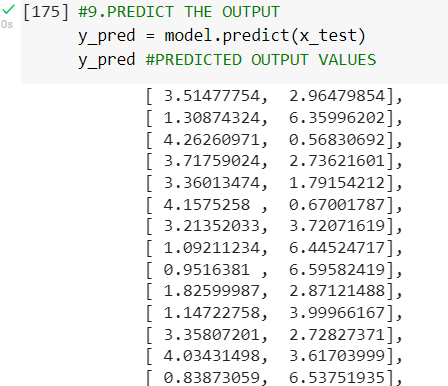 [175] #9.PREDICT THE OUTPUT
0s
y_pred = model.predict(x_test)
y_pred #PREDICTED OUTPUT VALUES
[ 3.51477754,  2.96479854],
[ 1.30874324,  6.35996202],
[ 4.26260971,  0.56830692],
[ 3.71759024,  2.73621601],
[ 3.36013474,  1.79154212],
[ 4.1575258 ,  0.67001787],
[ 3.21352033,  3.72071619],
[ 1.09211234,  6.44524717],
[ 0.9516381 ,  6.59582419],
[ 1.82599987,  2.87121488],
[ 1.14722758,  3.99966167],
[ 3.35807201,  2.72827371],
[ 4.03431498,  3.61703999],
[ 0.83873059,  6.53751935],